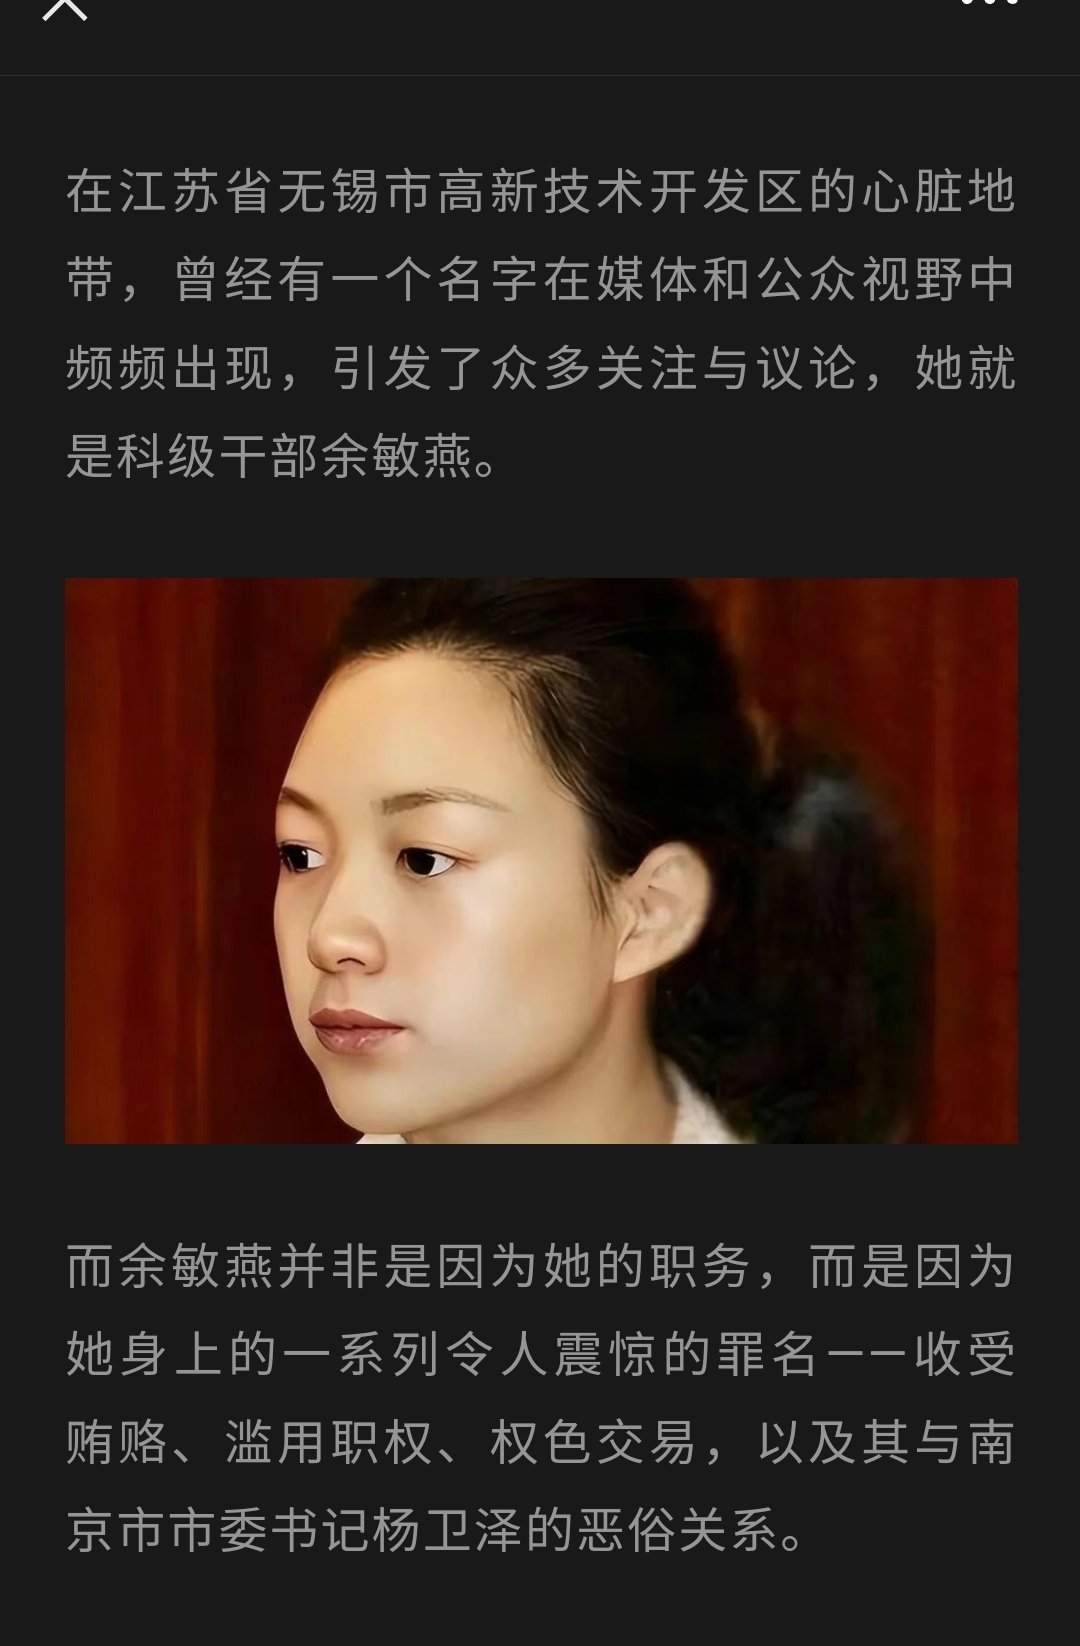 在江苏省无锡市高新技术开发区的心脏地
带，曾经有一个名字在媒体和公众视野中
频频出现，引发了众多关注与议论，她就
是科级干部余敏燕。
而余敏燕并非是因为她的职务，而是因为
她身上的一系列令人震惊的罪名——收受
贿赂、滥用职权、权色交易，以及其与南
京市市委书记杨卫泽的恶俗关系。